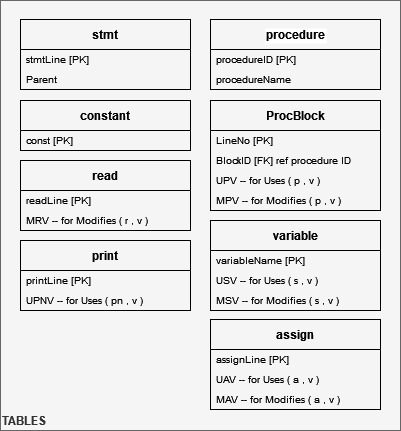 stmt
stmtLine [PK]
Parent
constant
const [PK]
read
readLine [PK]
MRV -- for Modifies ( r , v )
print
printLine [PK]
UPNV -- for Uses ( pn , v )
procedure
procedureID [PK]
procedureName
ProcBlock
LineNo [PK]
BlockID [FK] ref procedure ID
UPV -- for Uses ( p , v )
MPV -- for Modifies ( p , v )
variable
variableName [PK]
USV -- for Uses ( s , v )
MSV -- for Modifies ( s , v )
assign
assignLine [PK]
UAV -- for Uses ( a , v )
MAV -- for Modifies ( a , v )
TABLES